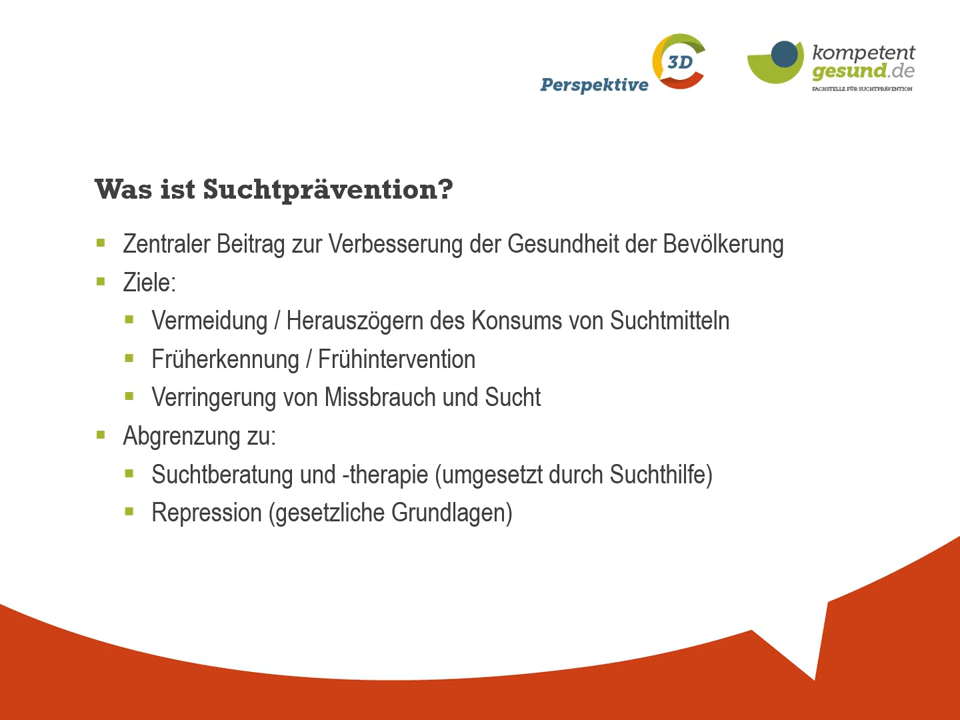 Perspektive 3D
kompetent
gesund.de
FACHSTELLE FÜR SUCHTPRÄVENTION
Was ist Suchtprävention?
Zentraler Beitrag zur Verbesserung der Gesundheit der Bevölkerung
Ziele:
Vermeidung / Herauszögern des Konsums von Suchtmitteln
Früherkennung / Frühintervention
Verringerung von Missbrauch und Sucht
Abgrenzung zu:
Suchtberatung und -therapie (umgesetzt durch Suchthilfe)
Repression (gesetzliche Grundlagen)